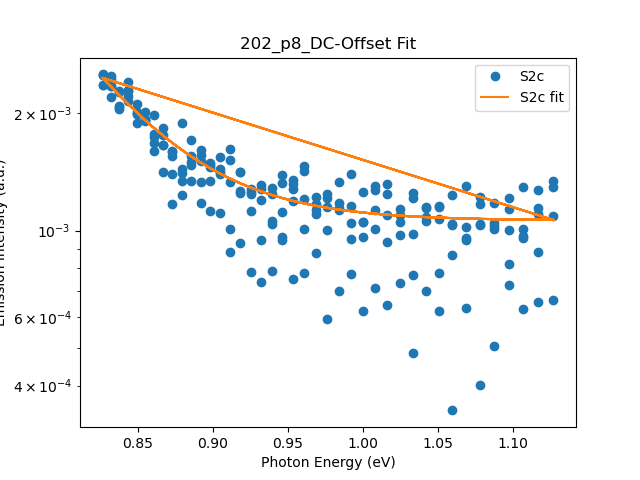 202_p8_DC-Offset Fit
S2c
S2c fit
2 × 10⁻³
10⁻³
6 × 10⁻⁴
4 × 10⁻⁴
Intensity (a.u.)
0.85 0.90 0.95 1.00 1.05 1.10
Photon Energy (eV)